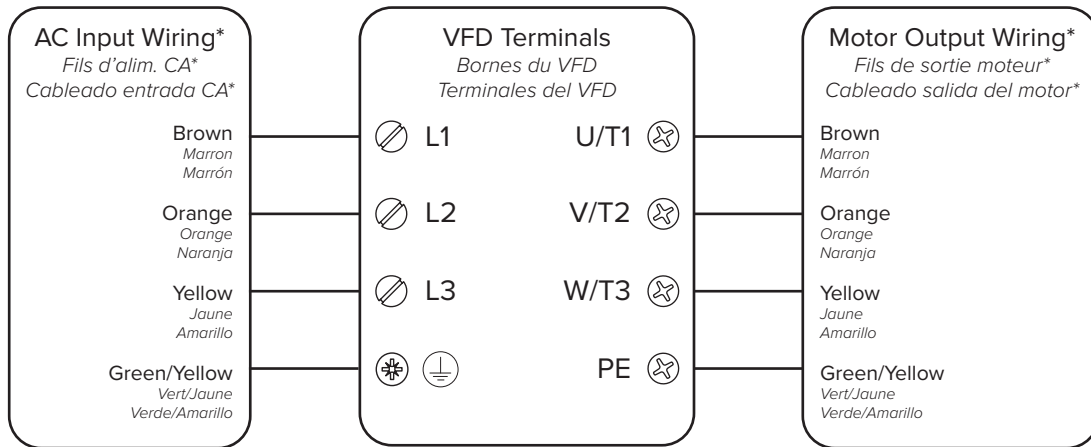 AC Input Wiring*
Fils d'alim. CA*
Cableado entrada CA*
Brown
Marron
Marrón
Orange
Orange
Naranja
Yellow
Jaune
Amarillo
Green/Yellow
Vert/Jaune
Verde/Amarillo
VFD Terminals
Bornes du VFD
Terminales del VFD
L1 U/T1
L2 V/T2
L3 W/T3
PE
Motor Output Wiring*
Fils de sortie moteur*
Cableado salida del motor*
Brown
Marron
Marrón
Orange
Orange
Naranja
Yellow
Jaune
Amarillo
Green/Yellow
Vert/Jaune
Verde/Amarillo